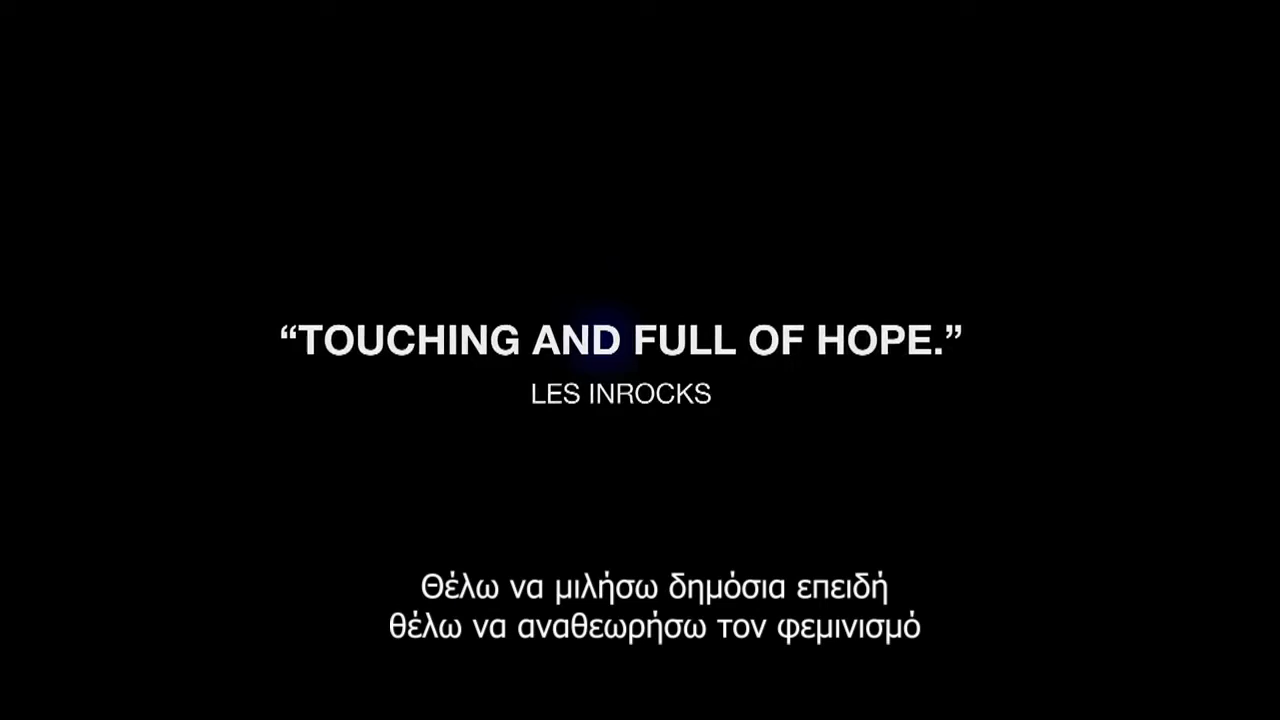 “TOUCHING AND FULL OF HOPE.”
LES INROCKS
Θέλω να μιλήσω δημόσια επειδή
θέλω να αναθεωρήσω τον φεμινισμό